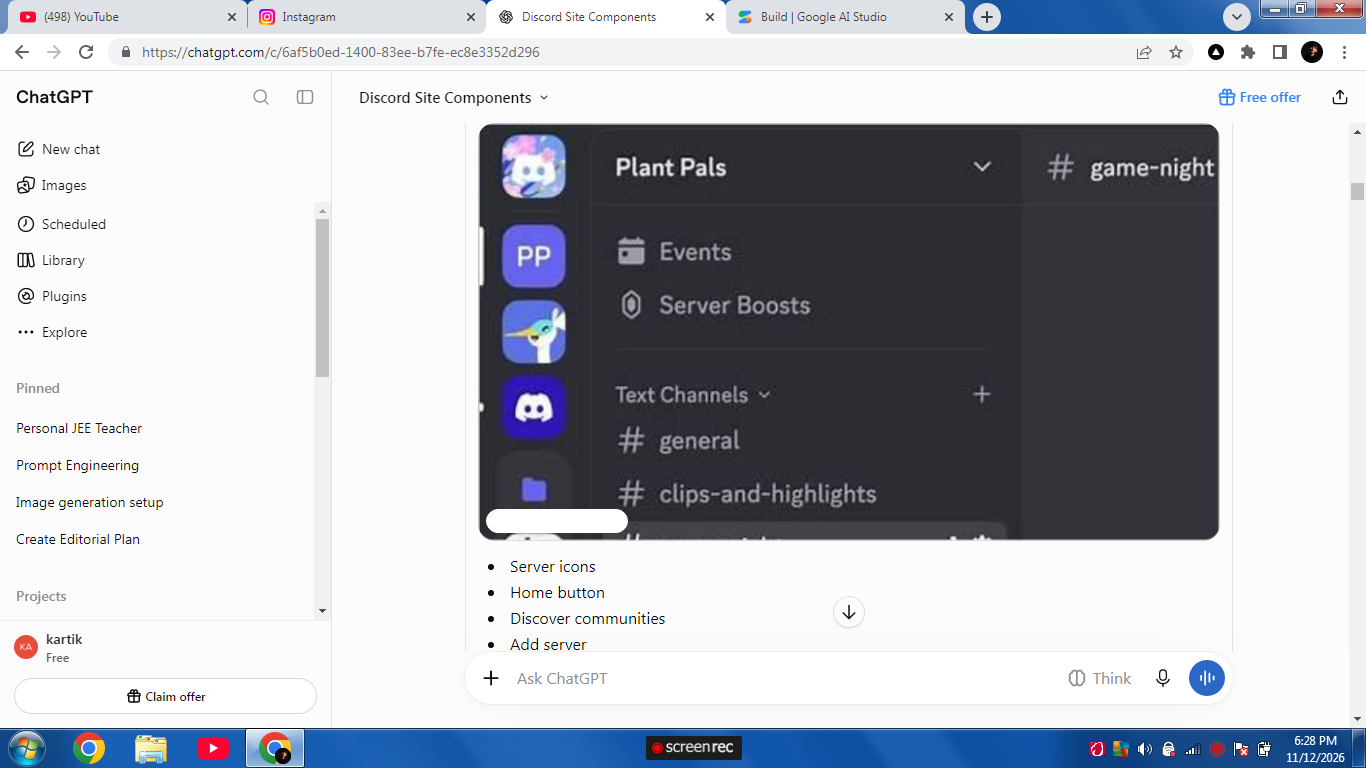 (498) YouTube
Instagram
Discord Site Components
Build | Google AI Studio
https://chatgpt.com/c/6af5b0ed-1400-83ee-b7fe-ec8e3352d296
ChatGPT
Discord Site Components
Free offer
New chat
Images
Scheduled
Library
Plugins
Explore
Pinned
Personal JEE Teacher
Prompt Engineering
Image generation setup
Create Editorial Plan
Projects
KA
kartik
Free
Claim offer
Plant Pals
# game-night
PP
Events
Server Boosts
Text Channels
# general
# clips-and-highlights
Server icons
Home button
Discover communities
Add server
Ask ChatGPT
Think
screenrec
6:28 PM
11/12/2026